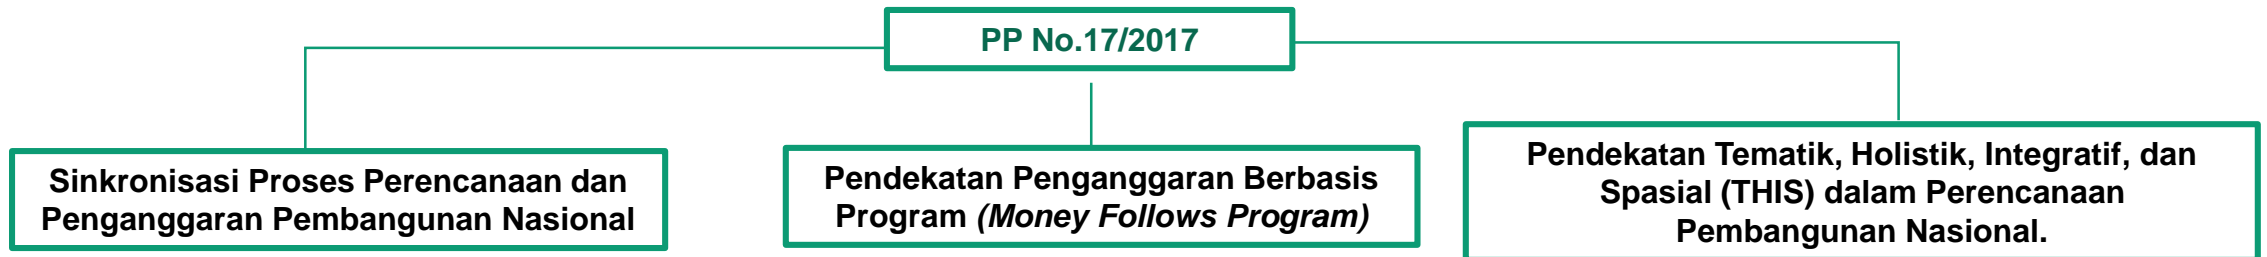 PP No.17/2017
Sinkronisasi Proses Perencanaan dan
Penganggaran Pembangunan Nasional
Pendekatan Penganggaran Berbasis
Program (Money Follows Program)
Pendekatan Tematik, Holistik, Integratif, dan
Spasial (THIS) dalam Perencanaan
Pembangunan Nasional.